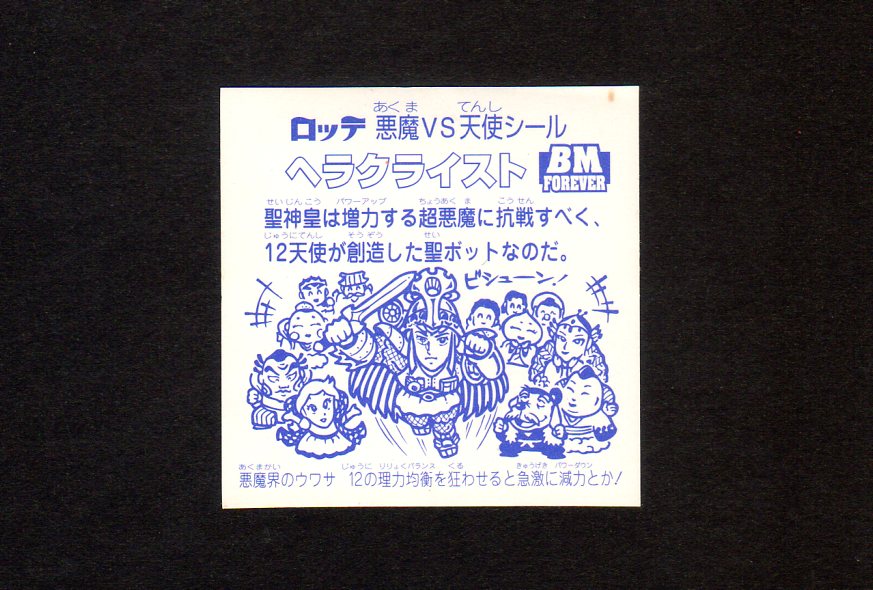 あくま てんし
ロッテ 悪魔VS天使シール
ヘラクライスト BM FOREVER
せいじんこう パワーアップ ちょうあくま こうせん
聖神皇は増力する超悪魔に抗戦すべく、
じゅうにてんし そうぞう せい
12天使が創造した聖ボットなのだ。
ビシューン!
あくまかい じゅうに りりょくバランス くる きゅうげき パワーダウン
悪魔界のウワサ 12の理力均衡を狂わせると急激に減力とか!